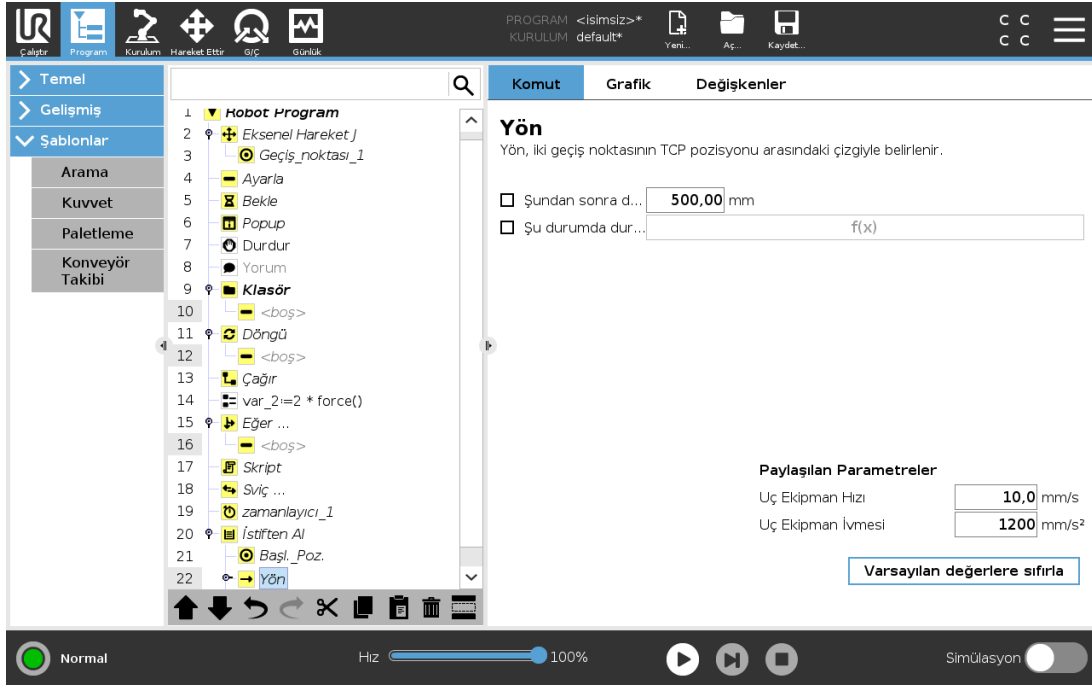 PROGRAM <isimsiz>*
KURULUM default*
Çalıştır
Program
Kurulum
Hareket Ettir
G/Ç
Günlük
Yeni...
Aç...
Kaydet...
C C
C C
Temel
Gelişmiş
Şablonlar
Arama
Kuvvet
Paletleme
Konveyör
Takibi
1 Robot Program
2 Eksenel Hareket J
3 Geçiş_noktası_1
4 Ayarla
5 Bekle
6 Popup
7 Durdur
8 Yorum
9 Klasör
10 <boş>
11 Döngü
12 <boş>
13 Çağır
14 var_2≔2 * force()
15 Eğer ...
16 <boş>
17 Skript
18 Sviç ...
19 zamanlayıcı_1
20 İstiften Al
21 Başl._Poz.
22 Yön
Komut
Grafik
Değişkenler
Yön
Yön, iki geçiş noktasının TCP pozisyonu arasındaki çizgiyle belirlenir.
Şundan sonra d... 500,00 mm
Şu durumda dur... f(x)
Paylaşılan Parametreler
Uç Ekipman Hızı 10,0 mm/s
Uç Ekipman İvmesi 1200 mm/s²
Varsayılan değerlere sıfırla
Normal
Hız 100%
Simülasyon